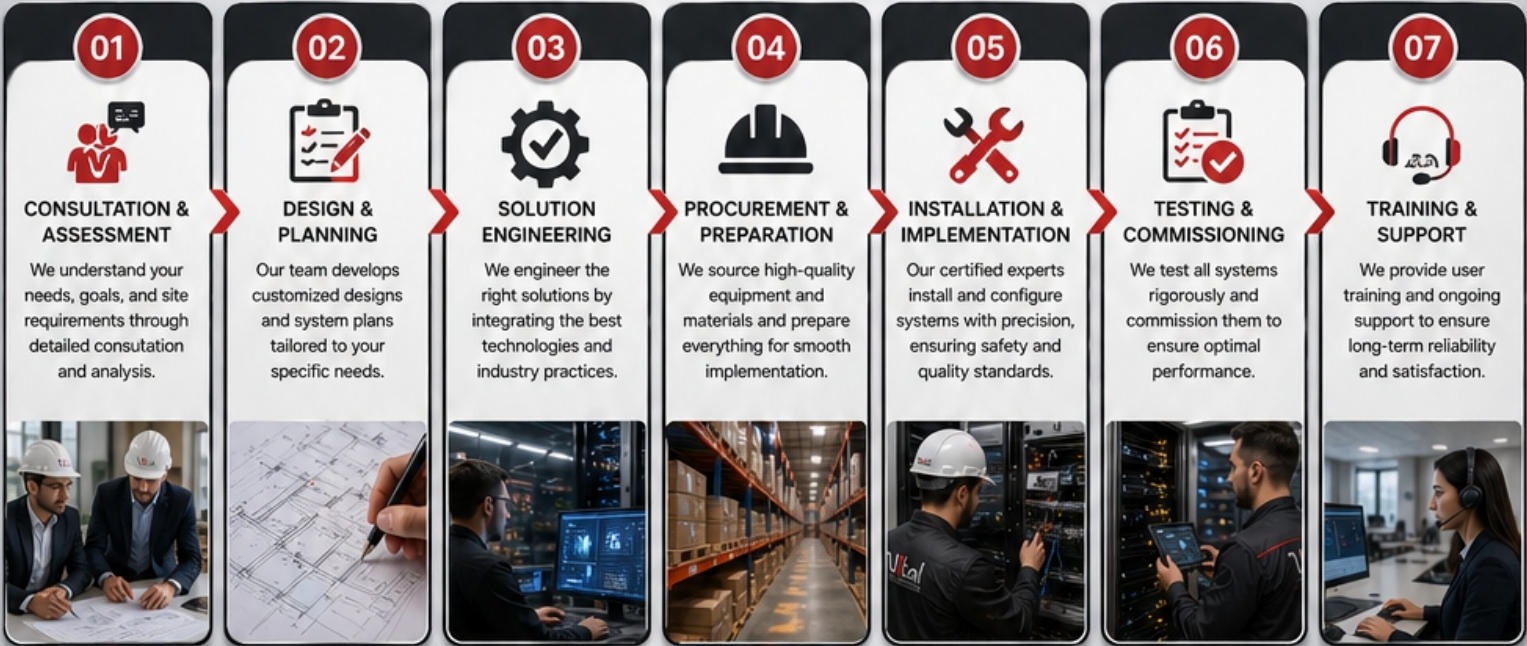 01
CONSULTATION &
ASSESSMENT
We understand your
needs, goals, and site
requirements through
detailed consutation
and analysis.
02
DESIGN &
PLANNING
Our team develops
customized designs
and system plans
tailored to your
specific needs.
03
SOLUTION
ENGINEERING
We engineer the
right solutions by
integrating the best
technologies and
industry practices.
04
PROCUREMENT &
PREPARATION
We source high-quality
equipment and
materials and prepare
everything for smooth
implementation.
05
INSTALLATION &
IMPLEMENTATION
Our certified experts
install and configure
systems with precision,
ensuring safety and
quality standards.
06
TESTING &
COMMISSIONING
We test all systems
rigorously and
commission them to
ensure optimal
performance.
07
TRAINING &
SUPPORT
We provide user
training and ongoing
support to ensure
long-term reliability
and satisfaction.